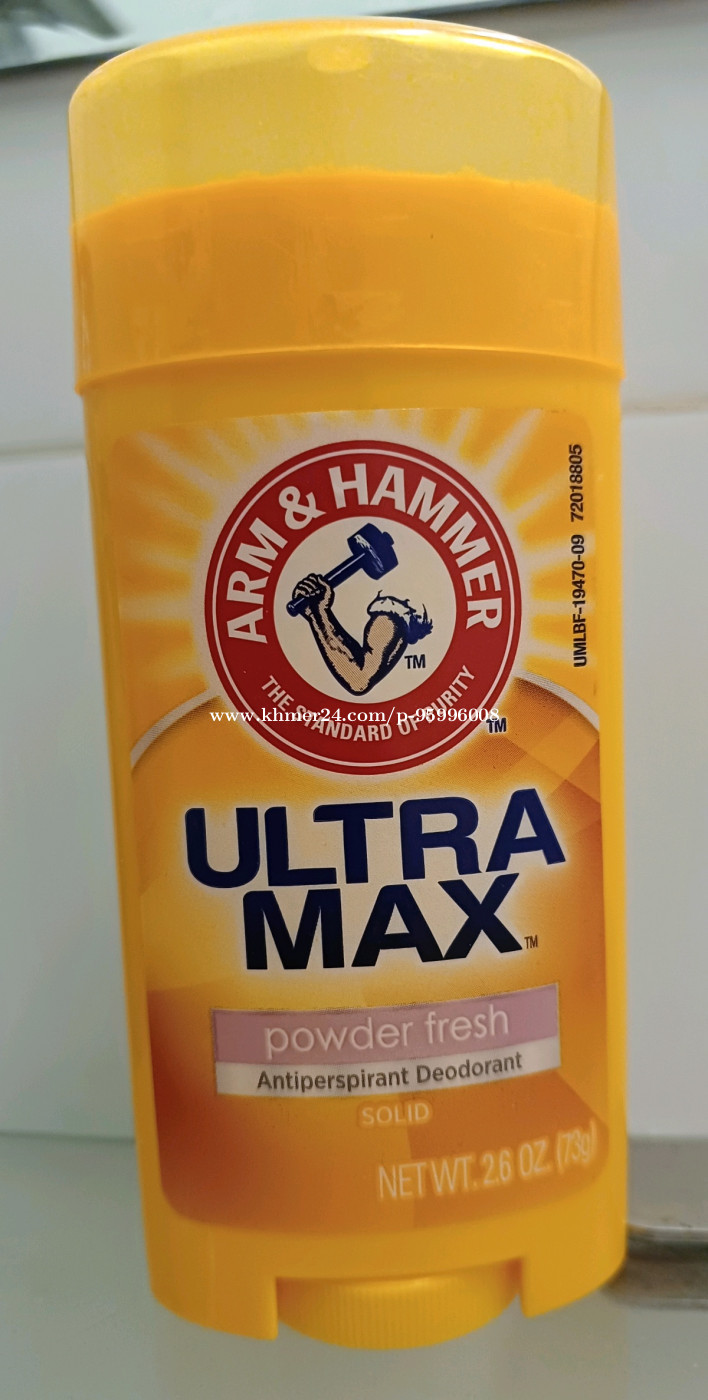 ARM & HAMMER
TM
THE STANDARD OF PURITY
TM
www.khmer24.com/p-95996008
UMLBF-19470-09 72018805
ULTRA
MAX
TM
powder fresh
Antiperspirant Deodorant
SOLID
NET WT. 2.6 OZ. (73g)